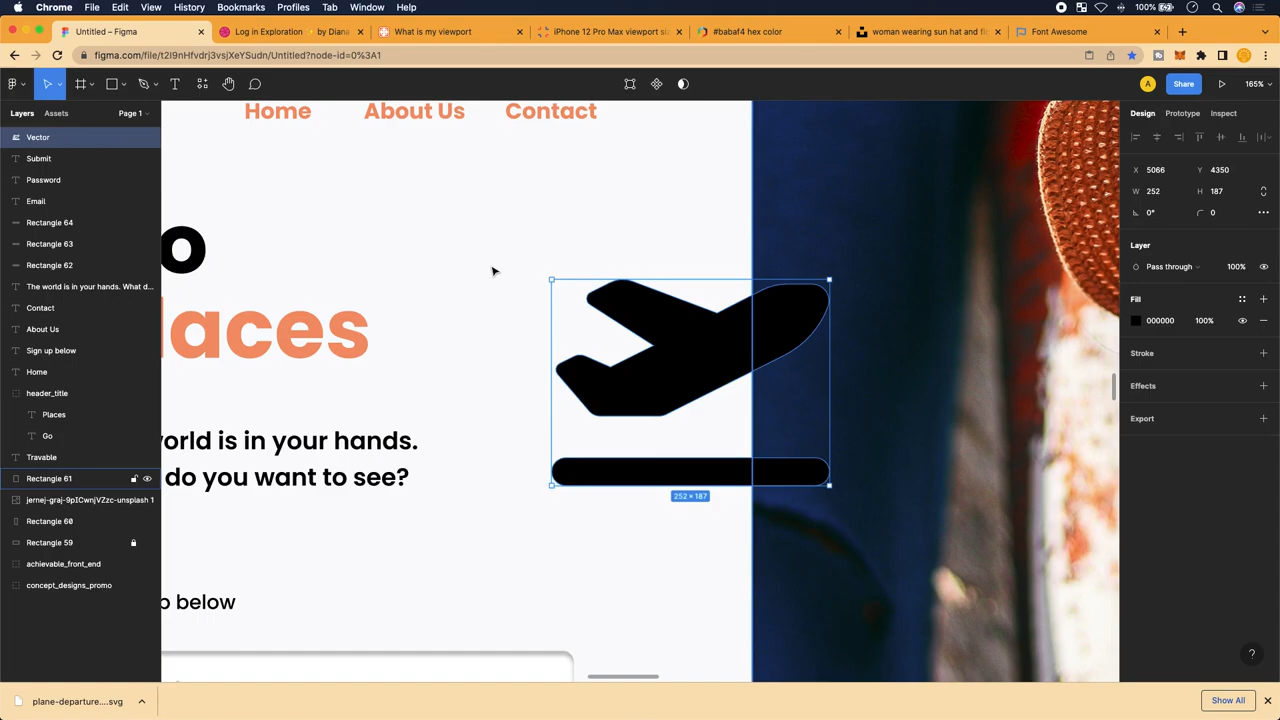 Chrome File Edit View History Bookmarks Profiles Tab Window Help 100%
Untitled – Figma
Log in Exploration
by Diana
What is my viewport
iPhone 12 Pro Max viewport si
#babaf4 hex color
woman wearing sun hat and fl
Font Awesome
figma.com/file/t2I9nHfvdrj3vsjXeYSudn/Untitled?node-id=0%3A1
A
Share
165%
Layers Assets Page 1
Vector
Submit
Password
Email
Rectangle 64
Rectangle 63
Rectangle 62
The world is in your hands. What d...
Contact
About Us
Sign up below
Home
header_title
Places
Go
Travale
Rectangle 61
jernej-graj-9pICwnjVZzc-unsplash 1
Rectangle 60
Rectangle 59
achievable_front_end
concept_designs_promo
Home About Us Contact
o
laces
orld is in your hands.
do you want to see?
252 × 187
p below
Design Prototype Inspect
X 5066 Y 4350
W 252 H 187
0° 0
Layer
Pass through 100%
Fill
000000 100%
Stroke
Effects
Export
?
plane-departure....svg
Show All